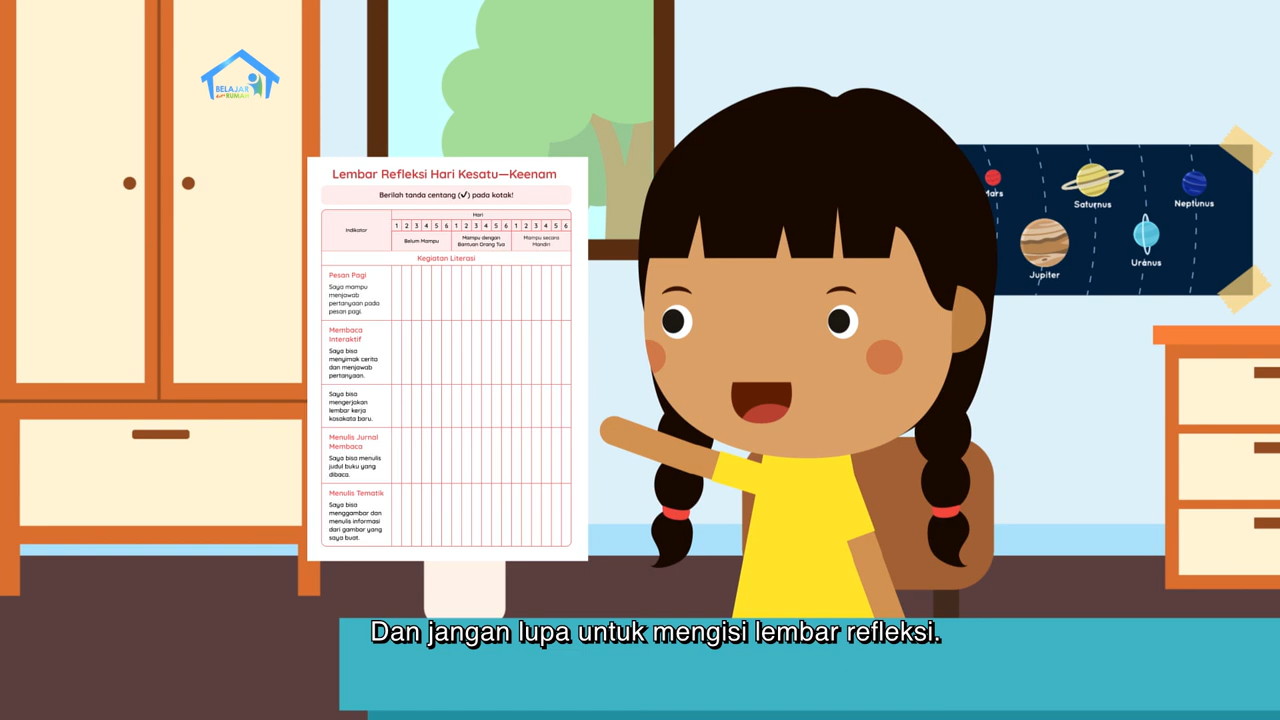 BELAJAR
dari RUMAH
Lembar Refleksi Hari Kesatu—Keenam
Berilah tanda centang (✓) pada kotak!
Indikator
Hari
1 2 3 4 5 6 1 2 3 4 5 6 1 2 3 4 5 6
Belum Mampu
Mampu dengan
Bantuan Orang Tua
Mampu secara
Mandiri
Kegiatan Literasi
Pesan Pagi
Saya mampu
menjawab
pertanyaan pada
pesan pagi.
Membaca
Interaktif
Saya bisa
menyimak cerita
dan menjawab
pertanyaan.
Saya bisa
mengerjakan
lembar kerja
kosakata baru.
Menulis Jurnal
Membaca
Saya bisa menulis
judul buku yang
dibaca.
Menulis Tematik
Saya bisa
menggambar dan
menulis informasi
dari gambar yang
saya buat.
Mars
Saturnus
Neptunus
Jupiter
Uranus
Dan jangan lupa untuk mengisi lembar refleksi.